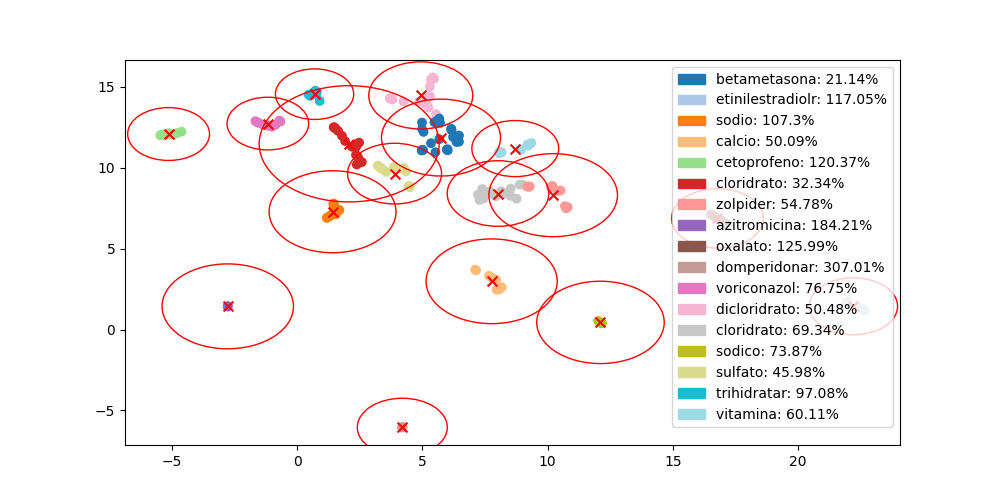 15
10
5
0
−5
−5
0
5
10
15
20
betametasona: 21.14%
etinilestradiolr: 117.05%
sodio: 107.3%
calcio: 50.09%
cetoprofeno: 120.37%
cloridrato: 32.34%
zolpider: 54.78%
azitromicina: 184.21%
oxalato: 125.99%
domperidonar: 307.01%
voriconazol: 76.75%
dicloridrato: 50.48%
cloridrato: 69.34%
sodico: 73.87%
sulfato: 45.98%
trihidratar: 97.08%
vitamina: 60.11%